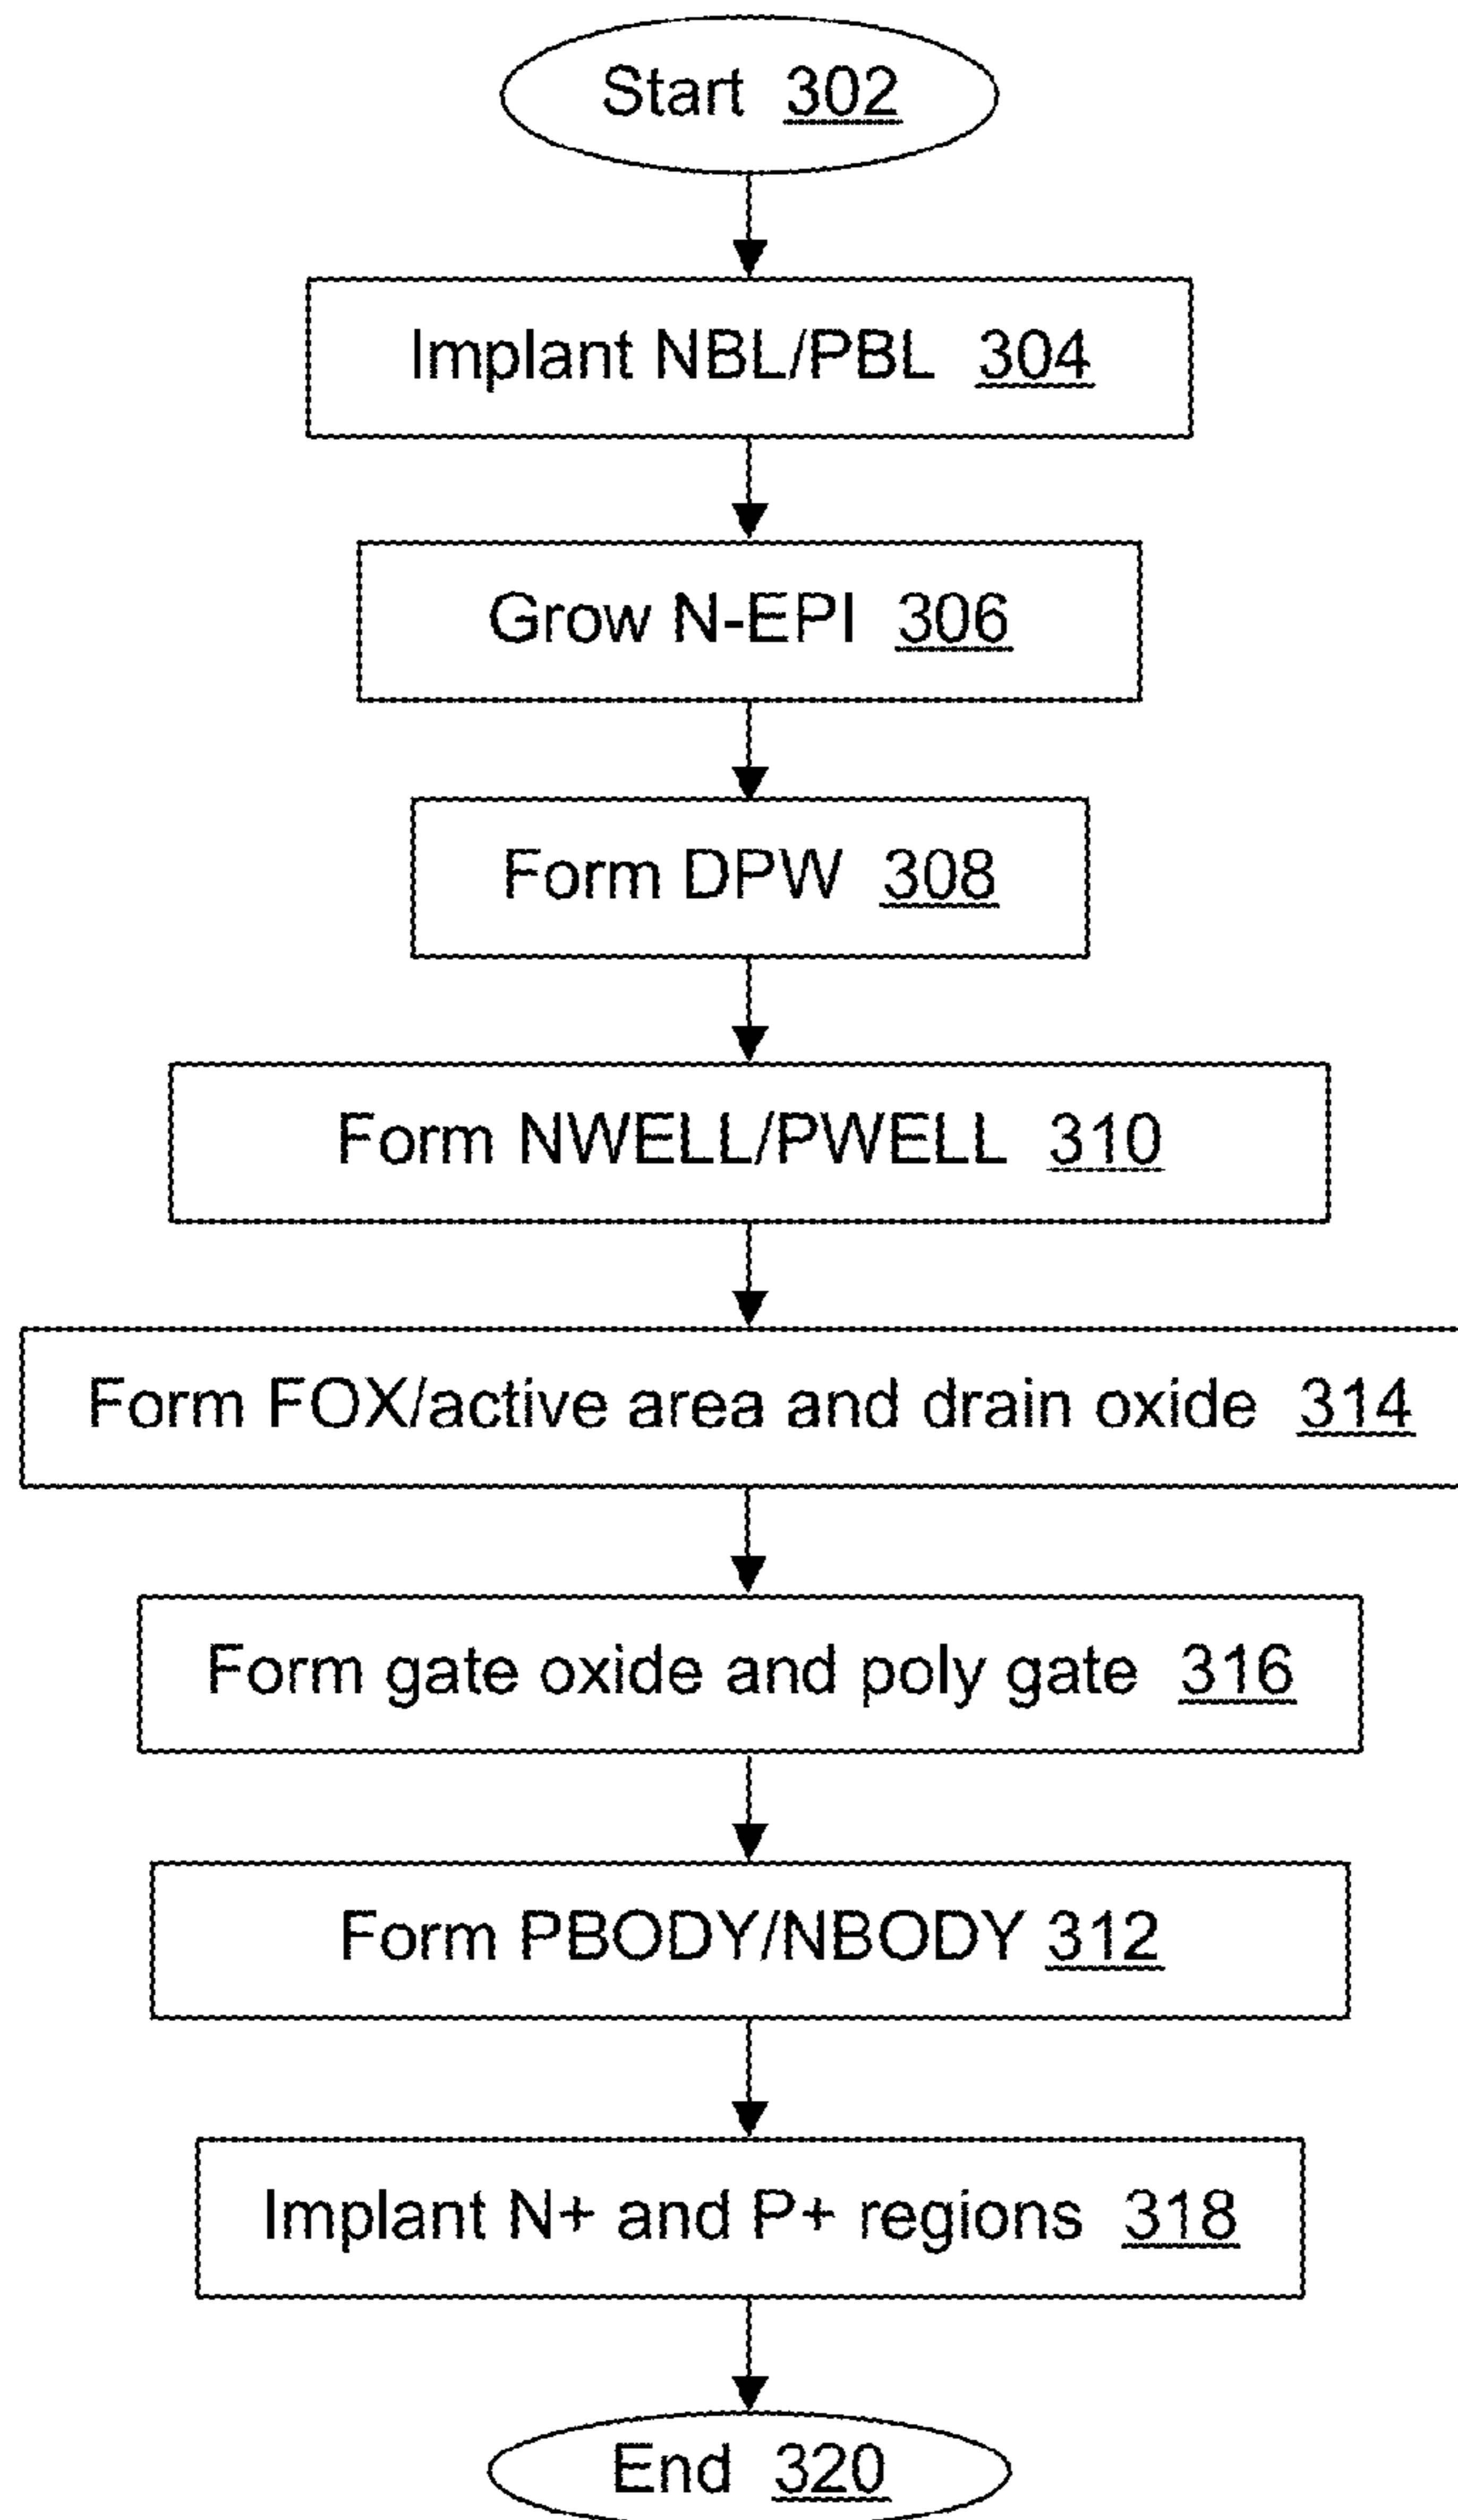 Start 302
Implant NBL/PBL 304
Grow N-EPI 306
Form DPW 308
Form NWELL/PWELL 310
Form FOX/active area and drain oxide 314
Form gate oxide and poly gate 316
Form PBODY/NBODY 312
Implant N+ and P+ regions 318
End 320